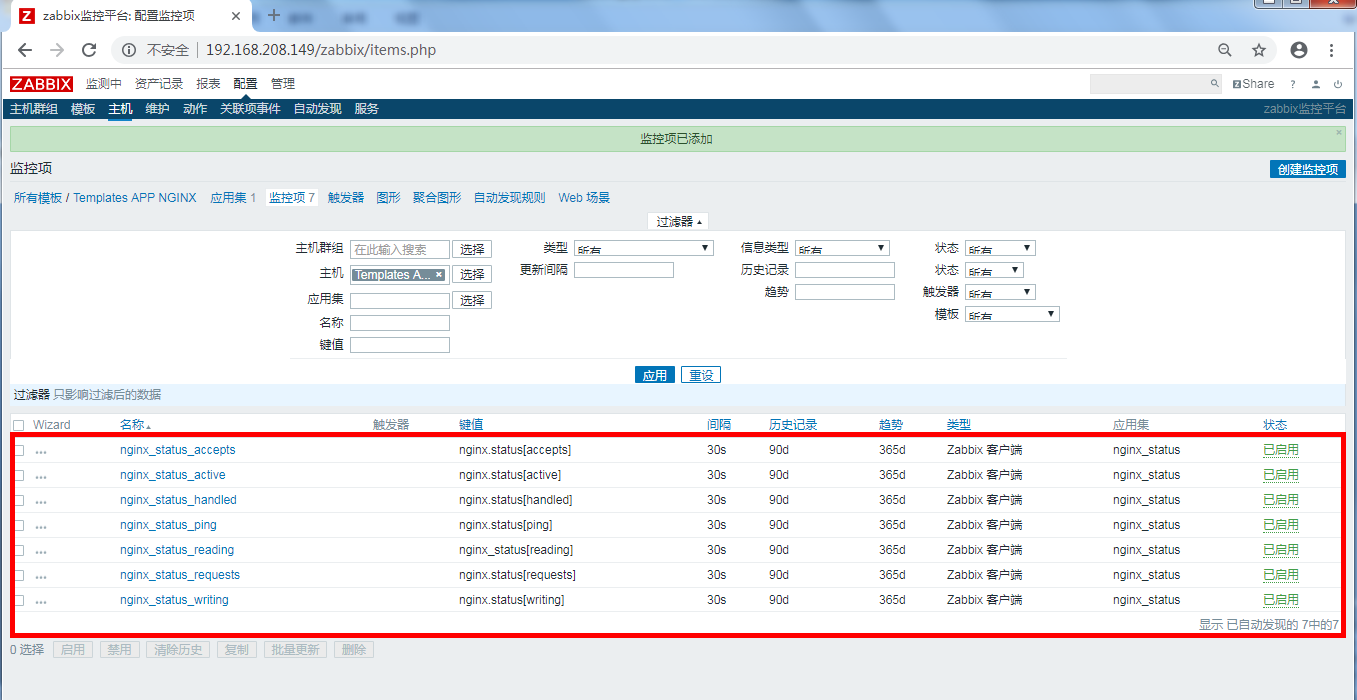 Z zabbix监控平台: 配置监控项
不安全 192.168.208.149/zabbix/items.php
ZABBIX 监测中 资产记录 报表 配置 管理 Z Share ?
主机群组 模板 主机 维护 动作 关联项事件 自动发现 服务 zabbix监控平台
监控项已添加
监控项 创建监控项
所有模板 / Templates APP NGINX 应用集 1 监控项 7 触发器 图形 聚合图形 自动发现规则 Web 场景
过滤器
主机群组 在此输入搜索 选择 类型 所有 信息类型 所有 状态 所有
主机 Templates A... 选择 更新间隔 历史记录 状态 所有
应用集 选择 趋势 触发器 所有
名称 模板 所有
键值
应用 重设
过滤器 只影响过滤后的数据
Wizard 名称 触发器 键值 间隔 历史记录 趋势 类型 应用集 状态
... nginx_status_accepts nginx.status[accepts] 30s 90d 365d Zabbix 客户端 nginx_status 已启用
... nginx_status_active nginx.status[active] 30s 90d 365d Zabbix 客户端 nginx_status 已启用
... nginx_status_handled nginx.status[handled] 30s 90d 365d Zabbix 客户端 nginx_status 已启用
... nginx_status_ping nginx.status[ping] 30s 90d 365d Zabbix 客户端 nginx_status 已启用
... nginx_status_reading nginx_status[reading] 30s 90d 365d Zabbix 客户端 nginx_status 已启用
... nginx_status_requests nginx.status[requests] 30s 90d 365d Zabbix 客户端 nginx_status 已启用
... nginx_status_writing nginx.status[writing] 30s 90d 365d Zabbix 客户端 nginx_status 已启用
显示 已自动发现的 7中的7
0 选择 启用 禁用 清除历史 复制 批量更新 删除